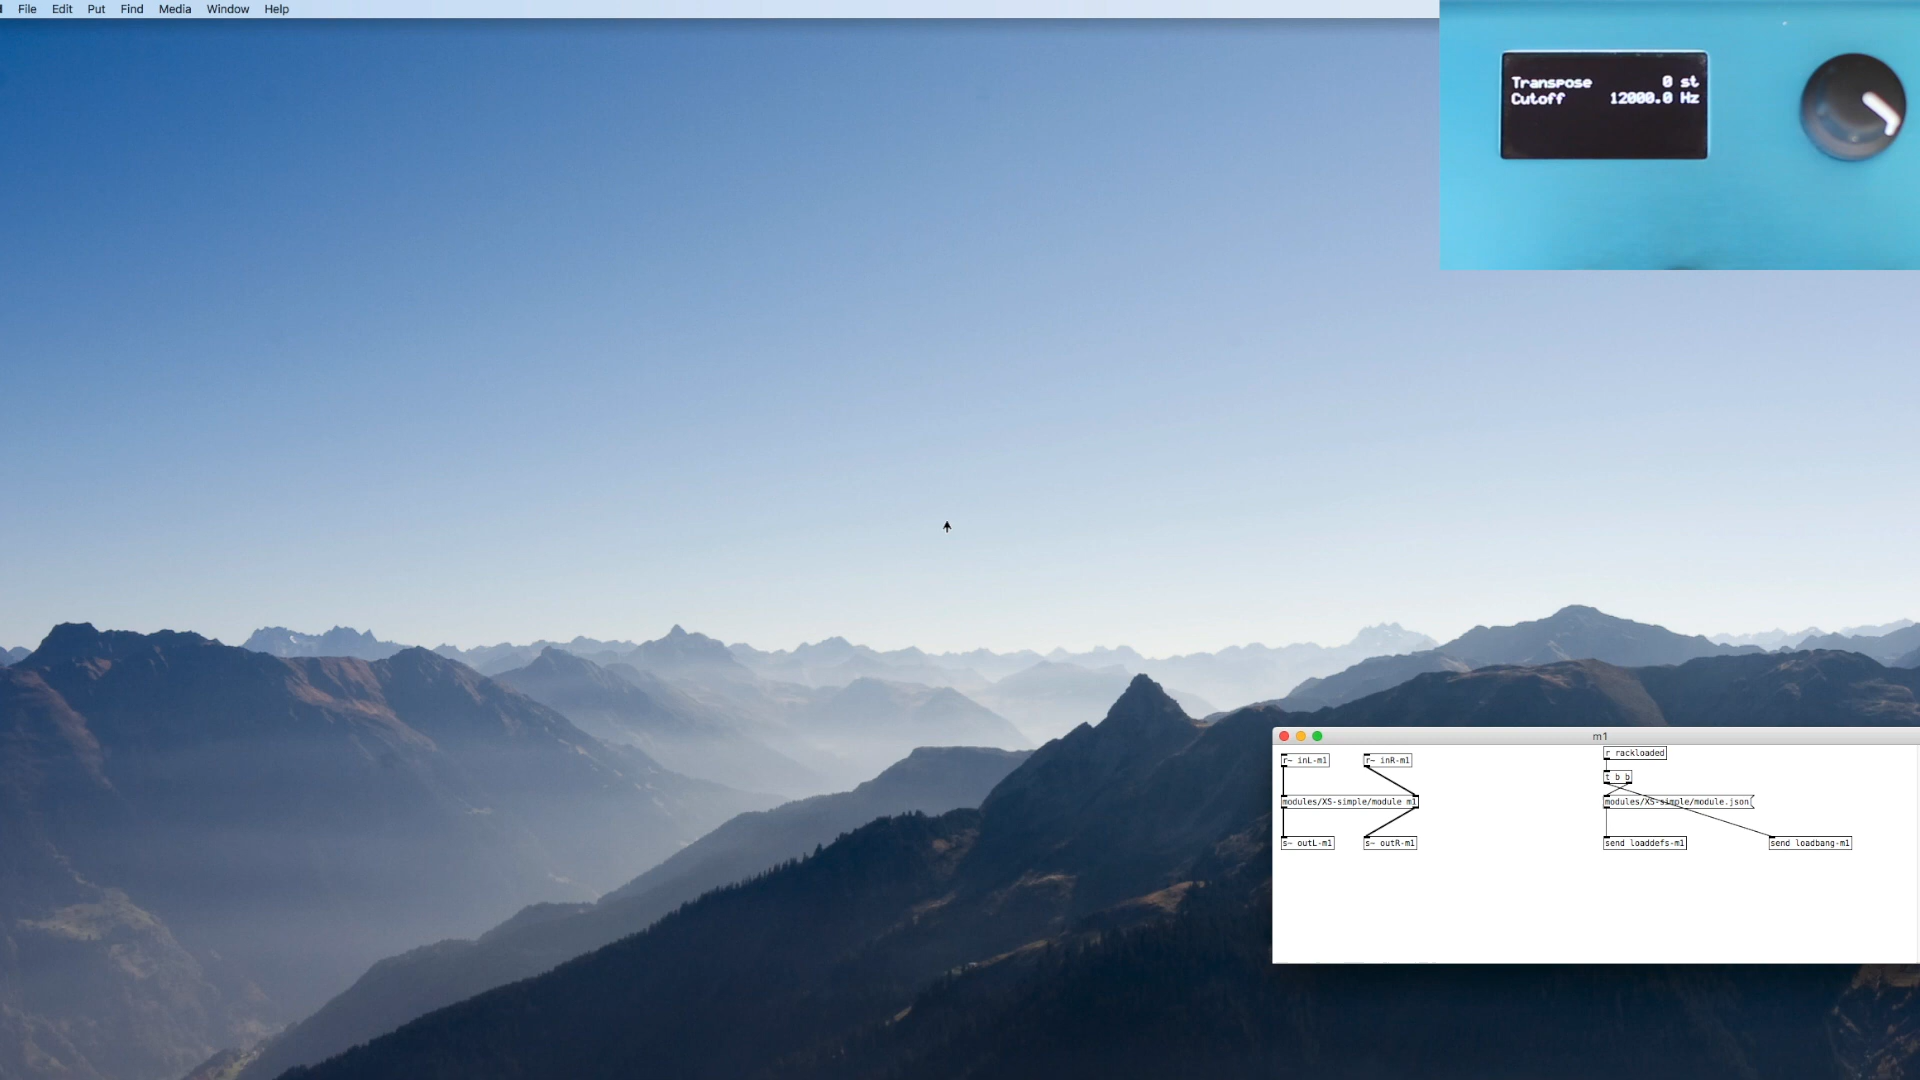 File Edit Put Find Media Window Help
Transpose 0 st
Cutoff 12000.0 Hz
m1
r~ inL-m1 r~ inR-m1
r rackloaded
t b b
modules/XS-simple/module m1
modules/XS-simple/module.json
s~ outL-m1 s~ outR-m1
send loaddefs-m1 send loadbang-m1